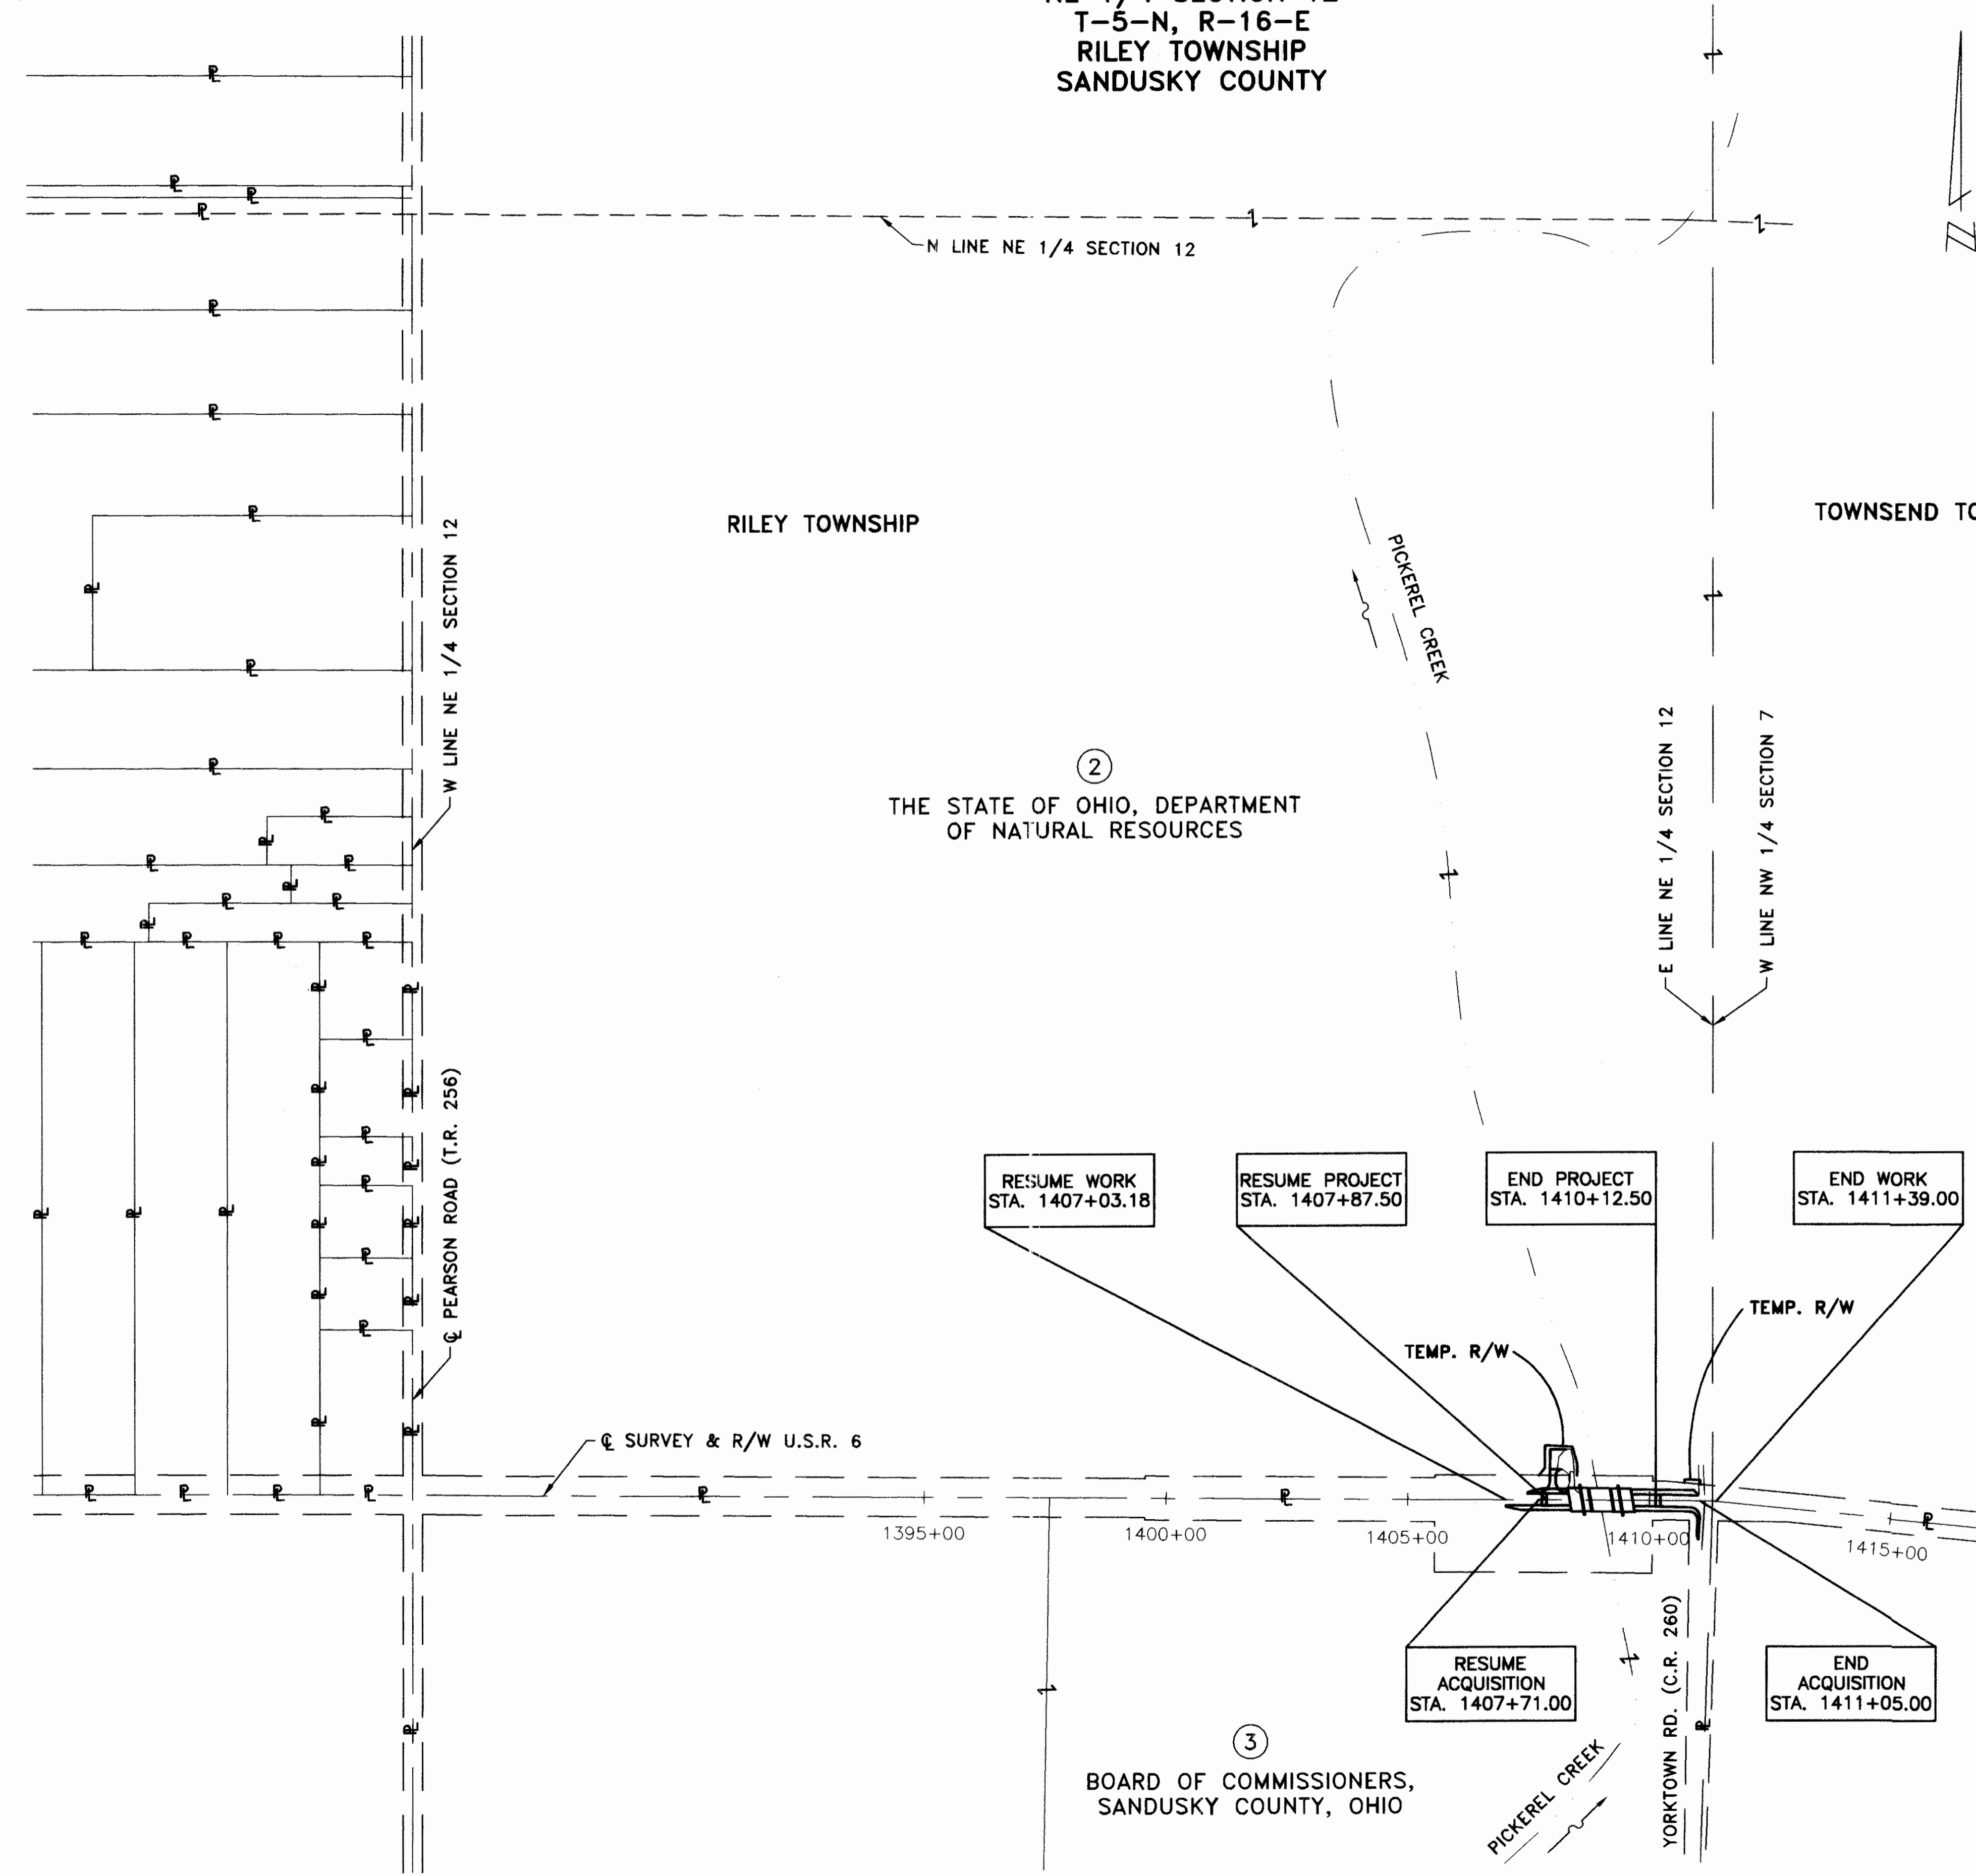 T-5-N, R-16-E
RILEY TOWNSHIP
SANDUSKY COUNTY
N LINE NE 1/4 SECTION 12
RILEY TOWNSHIP
TOWNSEND
W LINE NE 1/4 SECTION 12
PICKEREL CREEK
2
THE STATE OF OHIO, DEPARTMENT
OF NATURAL RESOURCES
E LINE NE 1/4 SECTION 12
W LINE NW 1/4 SECTION 7
℄ PEARSON ROAD (T.R. 256)
RESUME WORK
STA. 1407+03.18
RESUME PROJECT
STA. 1407+87.50
END PROJECT
STA. 1410+12.50
END WORK
STA. 1411+39.00
TEMP. R/W
TEMP. R/W
℄ SURVEY & R/W U.S.R. 6
1395+00
1400+00
1405+00
1410+00
1415+00
RESUME
ACQUISITION
STA. 1407+71.00
END
ACQUISITION
STA. 1411+05.00
YORKTOWN RD. (C.R. 260)
3
BOARD OF COMMISSIONERS,
SANDUSKY COUNTY, OHIO
PICKEREL CREEK